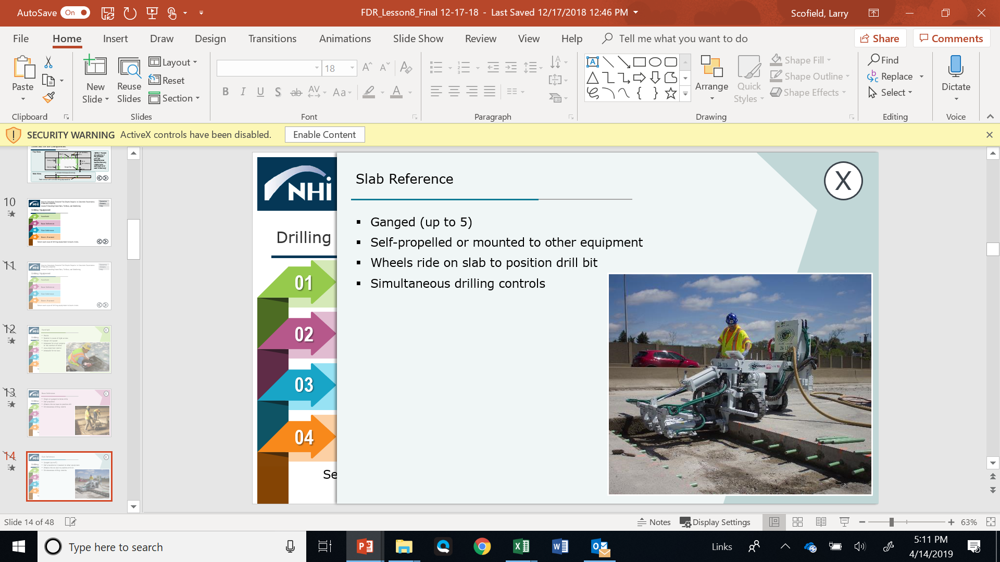 AutoSave On
FDR_Lesson8_Final 12-17-18 - Last Saved 12/17/2018 12:46 PM
Scofield, Larry
File Home Insert Draw Design Transitions Animations Slide Show Review View Help Tell me what you want to do
Share Comments
Paste
Clipboard
New Slide
Reuse Slides
Layout
Reset
Section
Slides
18
Font
Paragraph
Arrange
Quick Styles
Shape Fill
Shape Outline
Shape Effects
Drawing
Find
Replace
Select
Editing
Dictate
Voice
SECURITY WARNING ActiveX controls have been disabled. Enable Content
10
11
12
13
14
NHi
Drilling
01
02
03
04
Se
Slab Reference
X
▪ Ganged (up to 5)
▪ Self-propelled or mounted to other equipment
▪ Wheels ride on slab to position drill bit
▪ Simultaneous drilling controls
24-316
Slide 14 of 48
Notes Display Settings 63%
Type here to search
Links
5:11 PM
4/14/2019